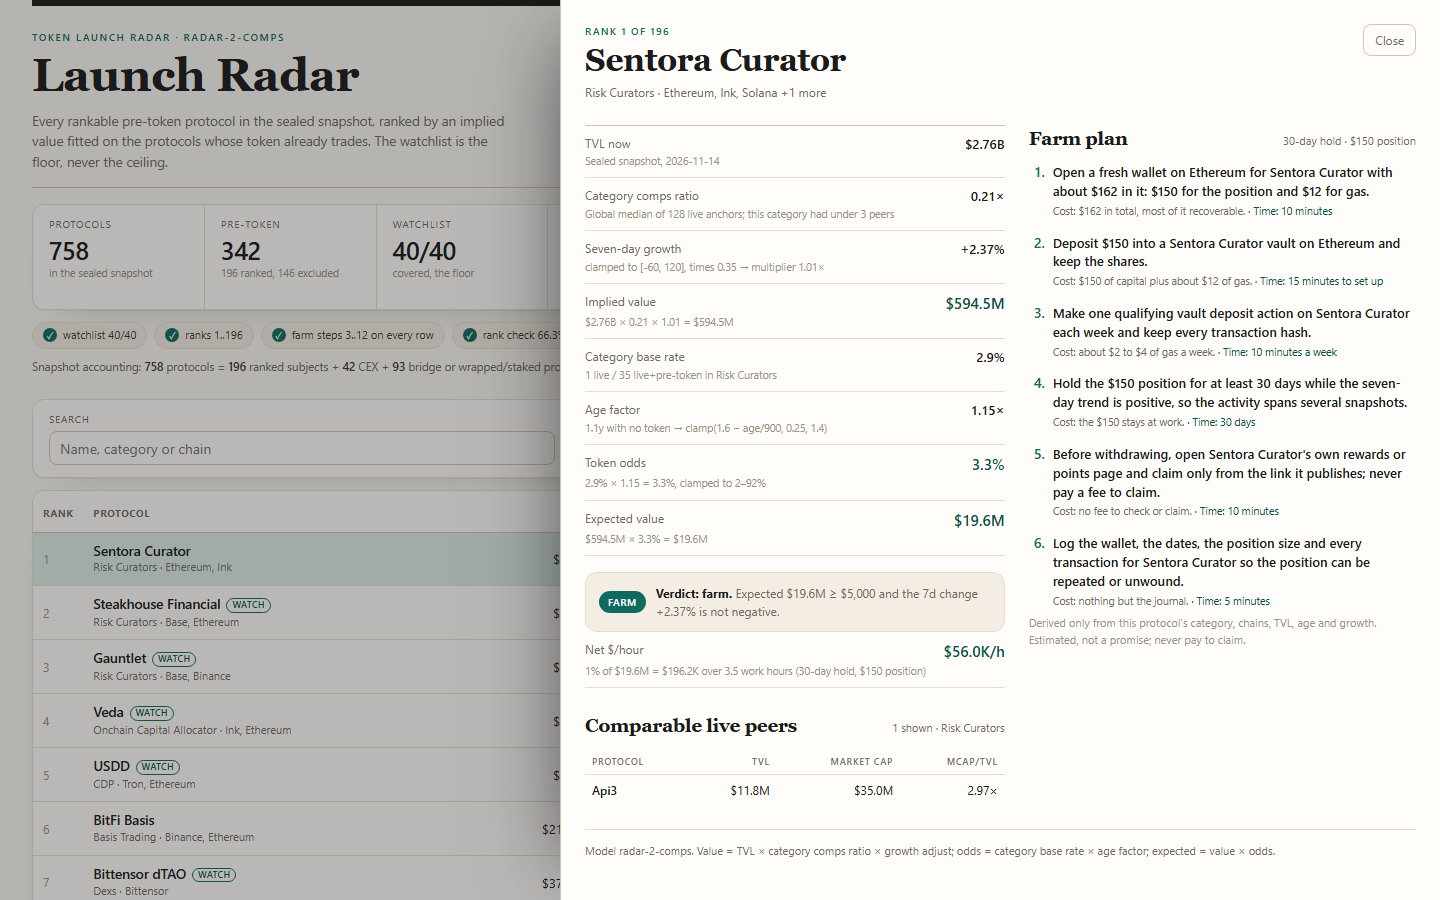 TOKEN LAUNCH RADAR · RADAR-2-COMPS
Launch Radar
Every rankable pre-token protocol in the sealed snapshot, ranked by an implied
value fitted on the protocols whose token already trades. The watchlist is the
floor, never the ceiling.
PROTOCOLS
758
in the sealed snapshot
PRE-TOKEN
342
196 ranked, 146 excluded
WATCHLIST
40/40
covered, the floor
watchlist 40/40
ranks 1..196
farm steps 3..12 on every row
rank check 66.3%
Snapshot accounting: 758 protocols = 196 ranked subjects + 42 CEX + 93 bridge or wrapped/staked pro
SEARCH
Name, category or chain
RANK PROTOCOL
1 Sentora Curator $
Risk Curators · Ethereum, Ink
2 Steakhouse Financial WATCH $
Risk Curators · Base, Ethereum
3 Gauntlet WATCH $
Risk Curators · Base, Binance
4 Veda WATCH $
Onchain Capital Allocator · Ink, Ethereum
5 USDD WATCH $
CDP · Tron, Ethereum
6 BitFi Basis $21
Basis Trading · Binance, Ethereum
7 Bittensor dTAO WATCH $37
Dexs · Bittensor
RANK 1 OF 196
Sentora Curator
Risk Curators · Ethereum, Ink, Solana +1 more
Close
TVL now $2.76B
Sealed snapshot, 2026-11-14
Category comps ratio 0.21×
Global median of 128 live anchors; this category had under 3 peers
Seven-day growth +2.37%
clamped to [-60, 120], times 0.35 → multiplier 1.01×
Implied value $594.5M
$2.76B × 0.21 × 1.01 = $594.5M
Category base rate 2.9%
1 live / 35 live+pre-token in Risk Curators
Age factor 1.15×
1.1y with no token → clamp(1.6 − age/900, 0.25, 1.4)
Token odds 3.3%
2.9% × 1.15 = 3.3%, clamped to 2–92%
Expected value $19.6M
$594.5M × 3.3% = $19.6M
FARM Verdict: farm. Expected $19.6M ≥ $5,000 and the 7d change
+2.37% is not negative.
Net $/hour $56.0K/h
1% of $19.6M = $196.2K over 3.5 work hours (30-day hold, $150 position)
Comparable live peers 1 shown · Risk Curators
PROTOCOL TVL MARKET CAP MCAP/TVL
Api3 $11.8M $35.0M 2.97×
Farm plan 30-day hold · $150 position
1. Open a fresh wallet on Ethereum for Sentora Curator with
about $162 in it: $150 for the position and $12 for gas.
Cost: $162 in total, most of it recoverable. · Time: 10 minutes
2. Deposit $150 into a Sentora Curator vault on Ethereum and
keep the shares.
Cost: $150 of capital plus about $12 of gas. · Time: 15 minutes to set up
3. Make one qualifying vault deposit action on Sentora Curator
each week and keep every transaction hash.
Cost: about $2 to $4 of gas a week. · Time: 10 minutes a week
4. Hold the $150 position for at least 30 days while the seven-
day trend is positive, so the activity spans several snapshots.
Cost: the $150 stays at work. · Time: 30 days
5. Before withdrawing, open Sentora Curator's own rewards or
points page and claim only from the link it publishes; never
pay a fee to claim.
Cost: no fee to check or claim. · Time: 10 minutes
6. Log the wallet, the dates, the position size and every
transaction for Sentora Curator so the position can be
repeated or unwound.
Cost: nothing but the journal. · Time: 5 minutes
Derived only from this protocol's category, chains, TVL, age and growth.
Estimated, not a promise; never pay to claim.
Model radar-2-comps. Value = TVL × category comps ratio × growth adjust; odds = category base rate × age factor; expected = value × odds.